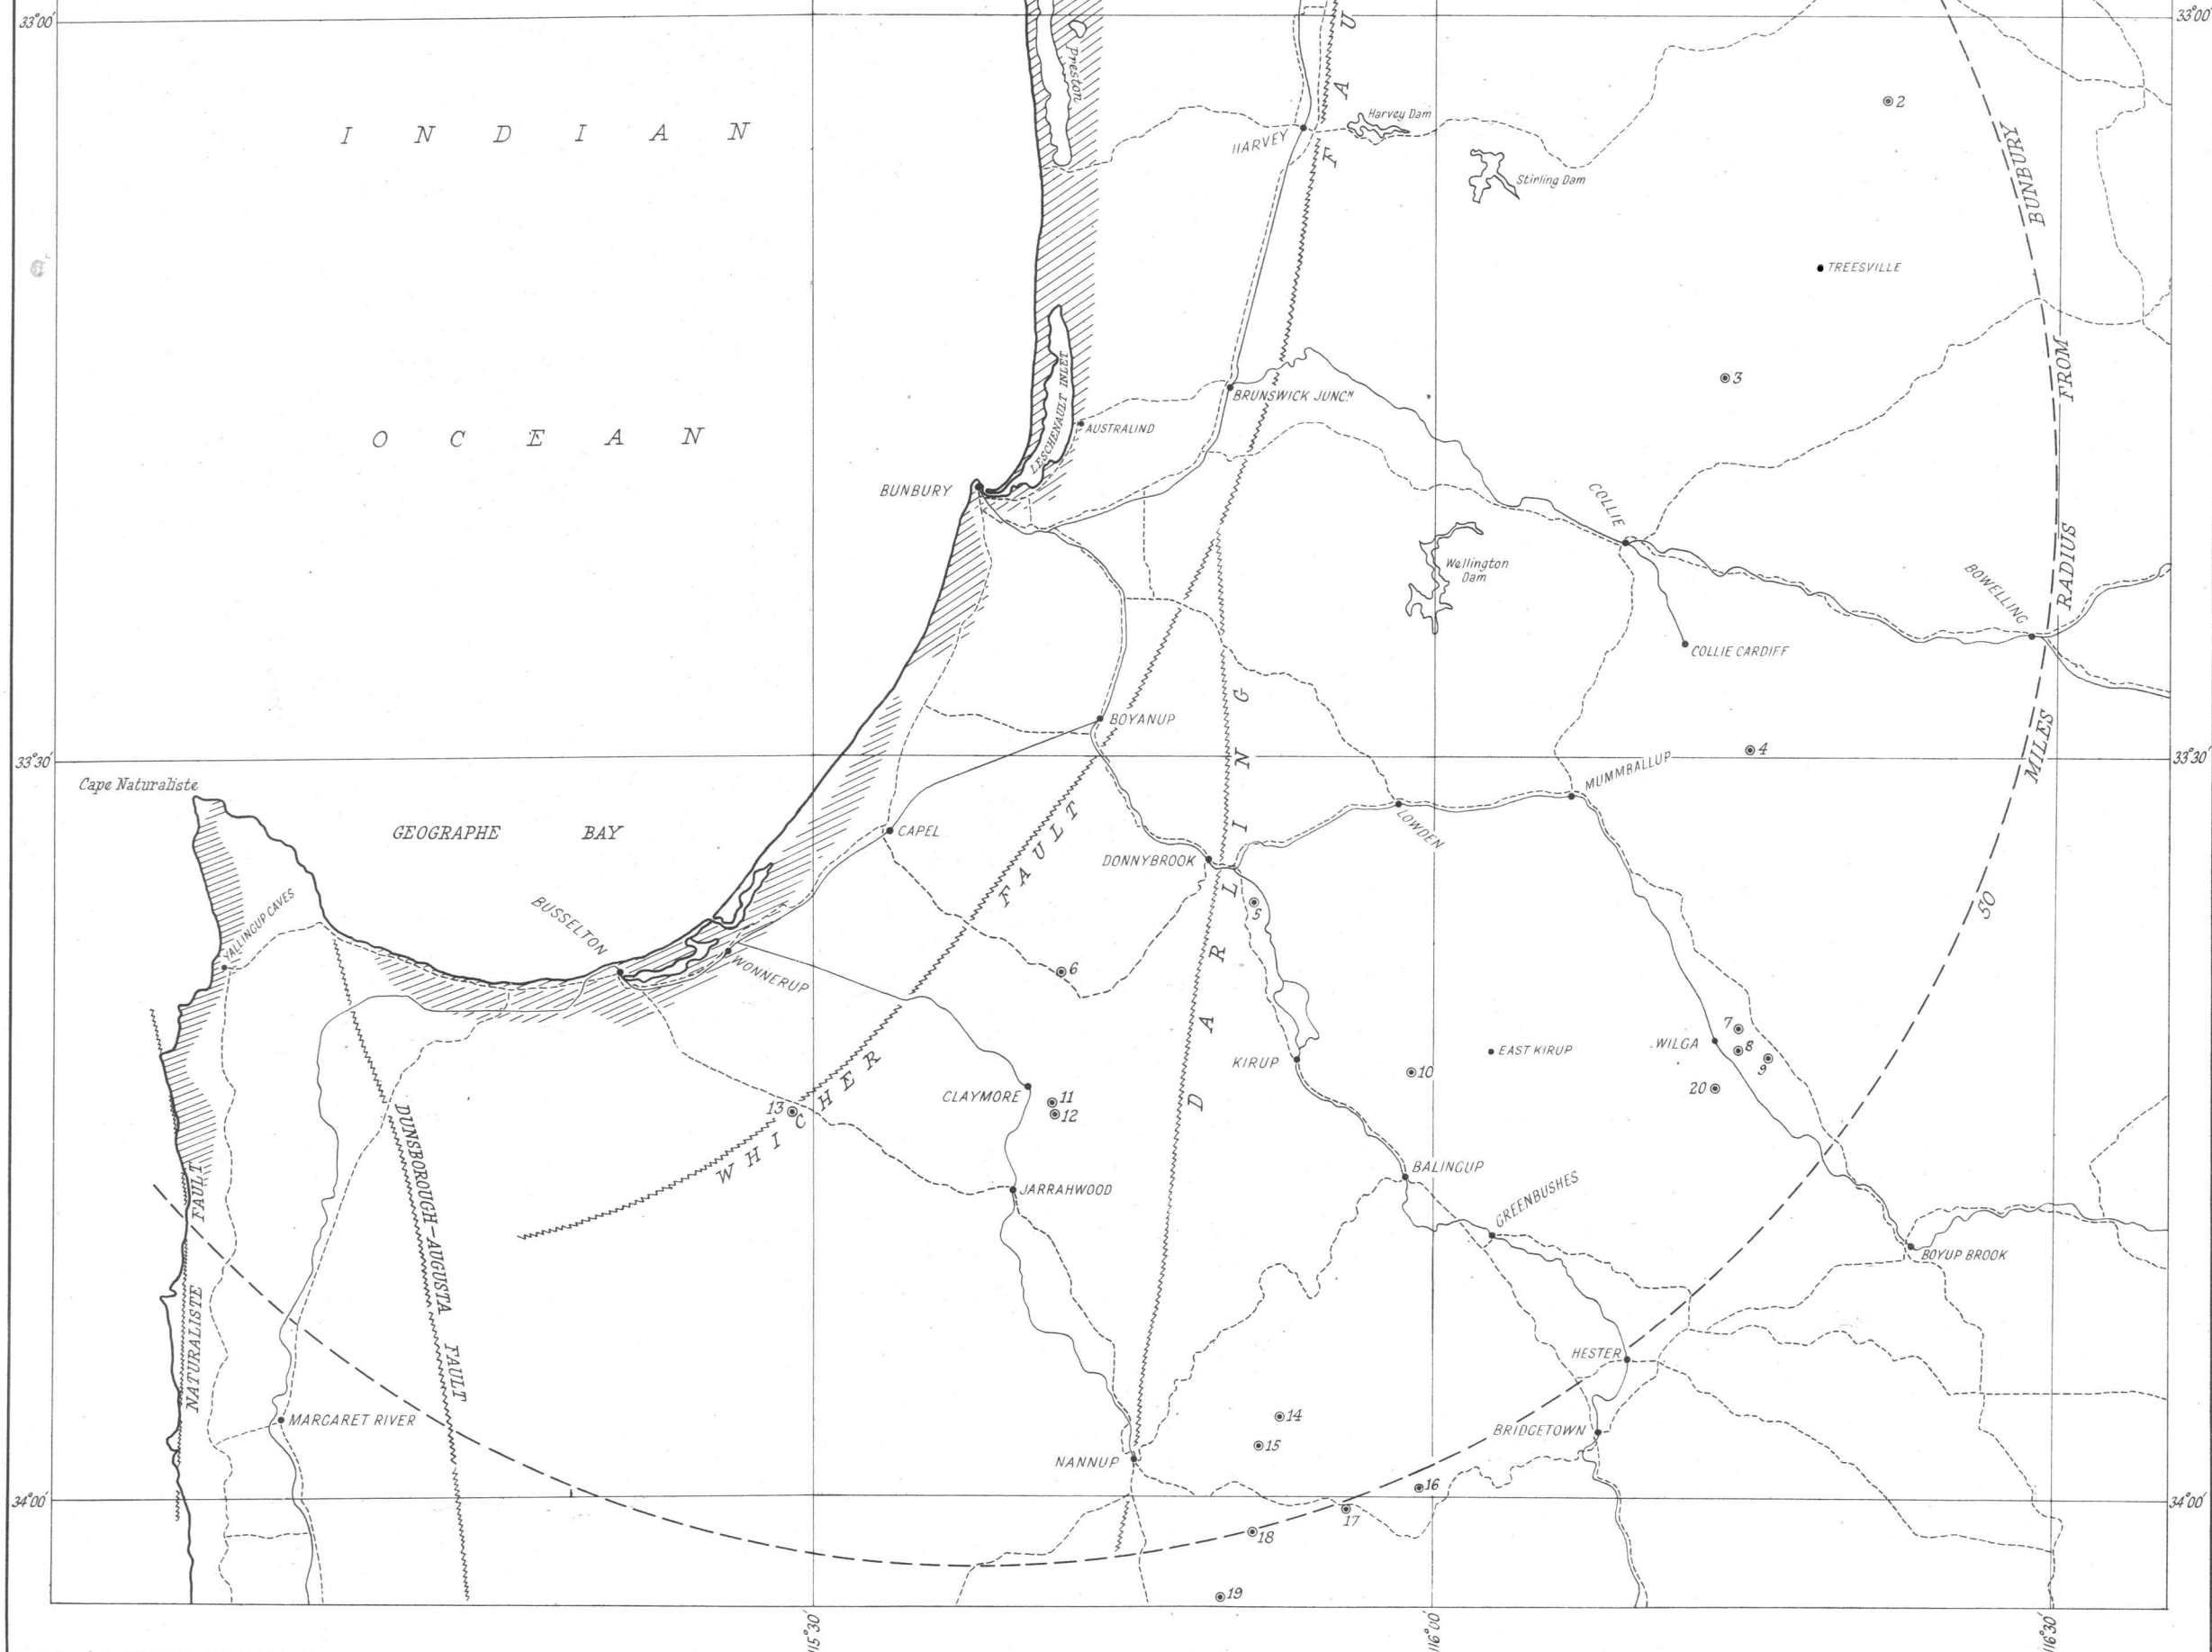 33°00'
33°00'
Preston
INDIAN
Harvey Dam
HARVEY
2
Stirling Dam
TREESVILLE
50 MILES RADIUS FROM BUNBURY
3
LESCHENAULT INLET
BRUNSWICK JUNCN
AUSTRALIND
OCEAN
BUNBURY
COLLIE
Wellington
Dam
BOWELLING
COLLIE CARDIFF
BOYANUP
33°30'
33°30'
4
Cape Naturaliste
MUMMBALLUP
GEOGRAPHE BAY
CAPEL
LOWDEN
DONNYBROOK
DARLING
FAU
5
YALLINGUP CAVES
BUSSELTON
WONNERUP
6
WHICHER FAULT
7
8
9
WILGA
EAST KIRUP
KIRUP
10
20
CLAYMORE
11
12
13
DUNSBOROUGH-AUGUSTA FAULT
NATURALISTE FAULT
JARRAHWOOD
BALINGUP
GREENBUSHES
BOYUP BROOK
HESTER
MARGARET RIVER
14
BRIDGETOWN
15
NANNUP
16
34°00'
34°00'
17
18
19
115°30'
116°00'
116°30'